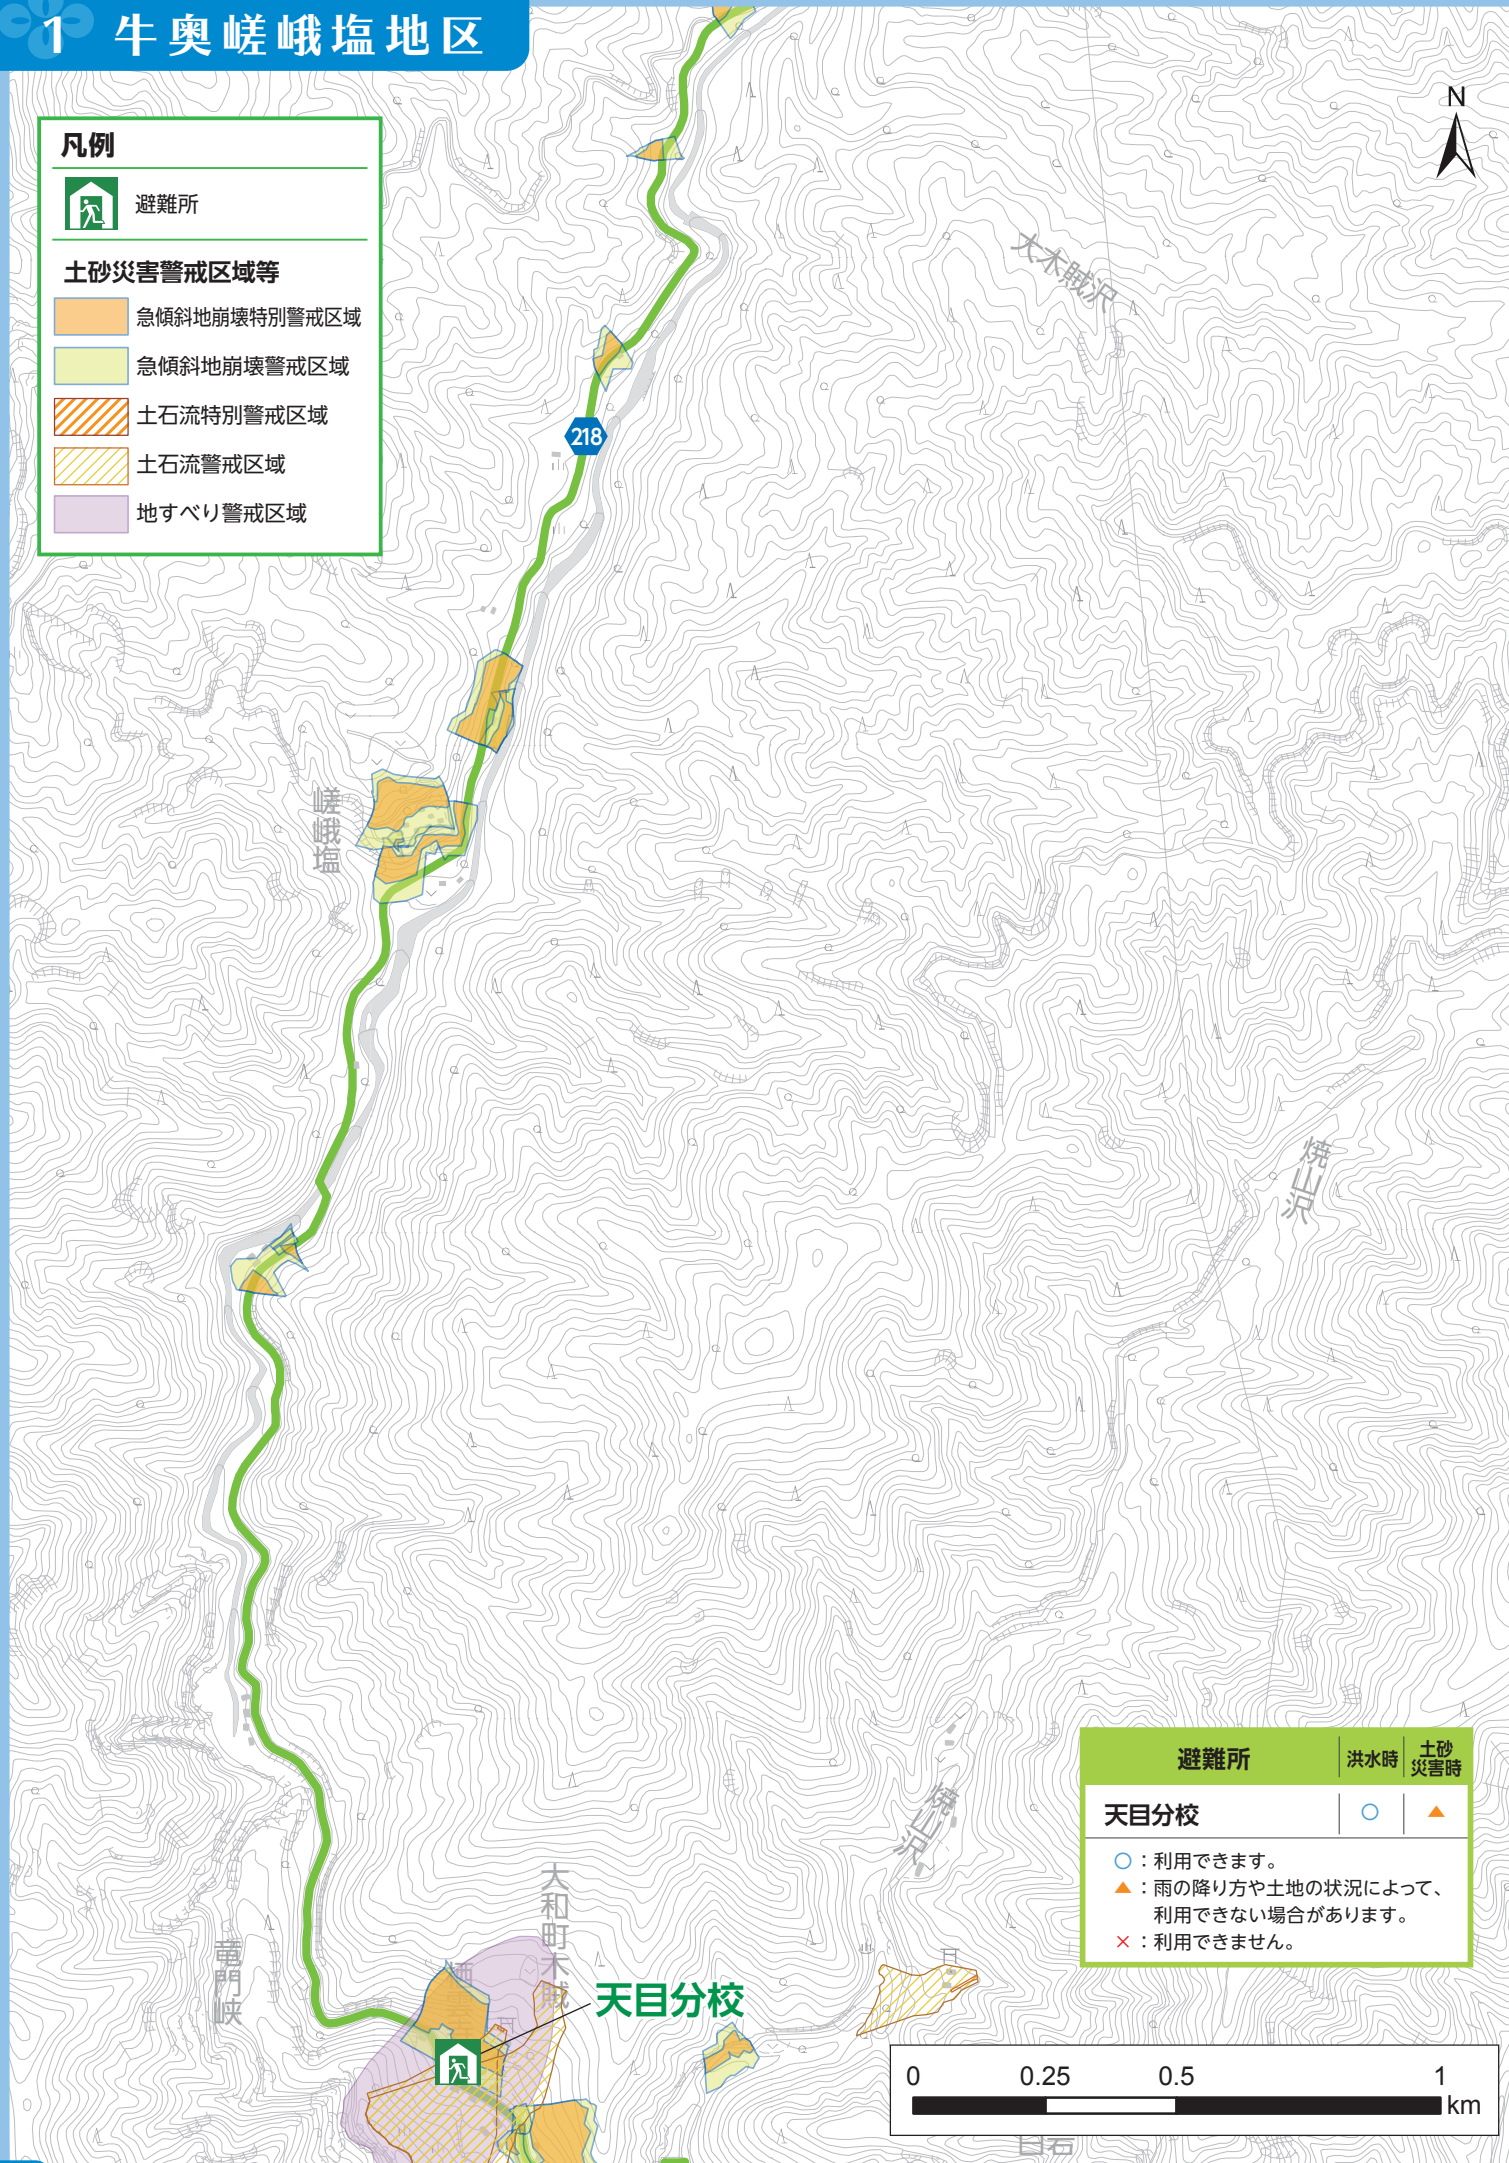 1 牛奥嵯峨塩地区
凡例
避難所
土砂災害警戒区域等
急傾斜地崩壊特別警戒区域
急傾斜地崩壊警戒区域
土石流特別警戒区域
土石流警戒区域
地すべり警戒区域
N
大木賊沢
218
嵯峨塩
焼山沢
焼山沢
大和町木賊
竜門峡
天目分校
避難所 洪水時 土砂災害時
天目分校 ○ ▲
○：利用できます。
▲：雨の降り方や土地の状況によって、
利用できない場合があります。
×：利用できません。
0 0.25 0.5 1
km